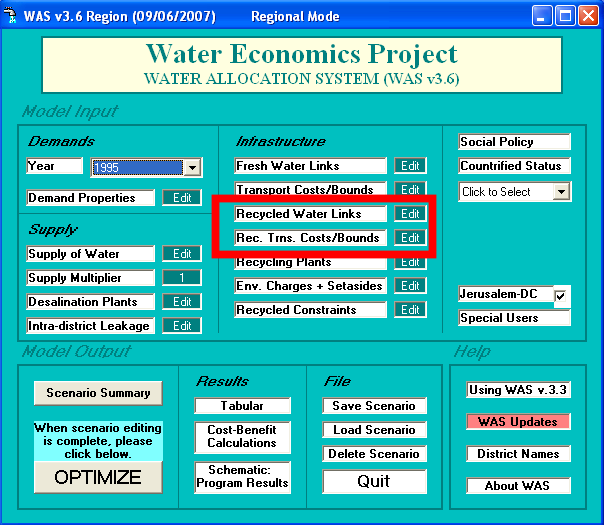 WAS v3.6 Region (09/06/2007) Regional Mode
Water Economics Project
WATER ALLOCATION SYSTEM (WAS v3.6)
Model Input
Demands
Year 1995
Demand Properties Edit
Supply
Supply of Water Edit
Supply Multiplier 1
Desalination Plants Edit
Intra-district Leakage Edit
Infrastructure
Fresh Water Links Edit
Transport Costs/Bounds Edit
Recycled Water Links Edit
Rec. Trns. Costs/Bounds Edit
Recycling Plants Edit
Env. Charges + Setasides Edit
Recycled Constraints Edit
Social Policy
Countrified Status
Click to Select
Jerusalem-DC
Special Users
Model Output
Scenario Summary
When scenario editing
is complete, please
click below.
OPTIMIZE
Results
Tabular
Cost-Benefit
Calculations
Schematic:
Program Results
File
Save Scenario
Load Scenario
Delete Scenario
Quit
Help
Using WAS v.3.3
WAS Updates
District Names
About WAS